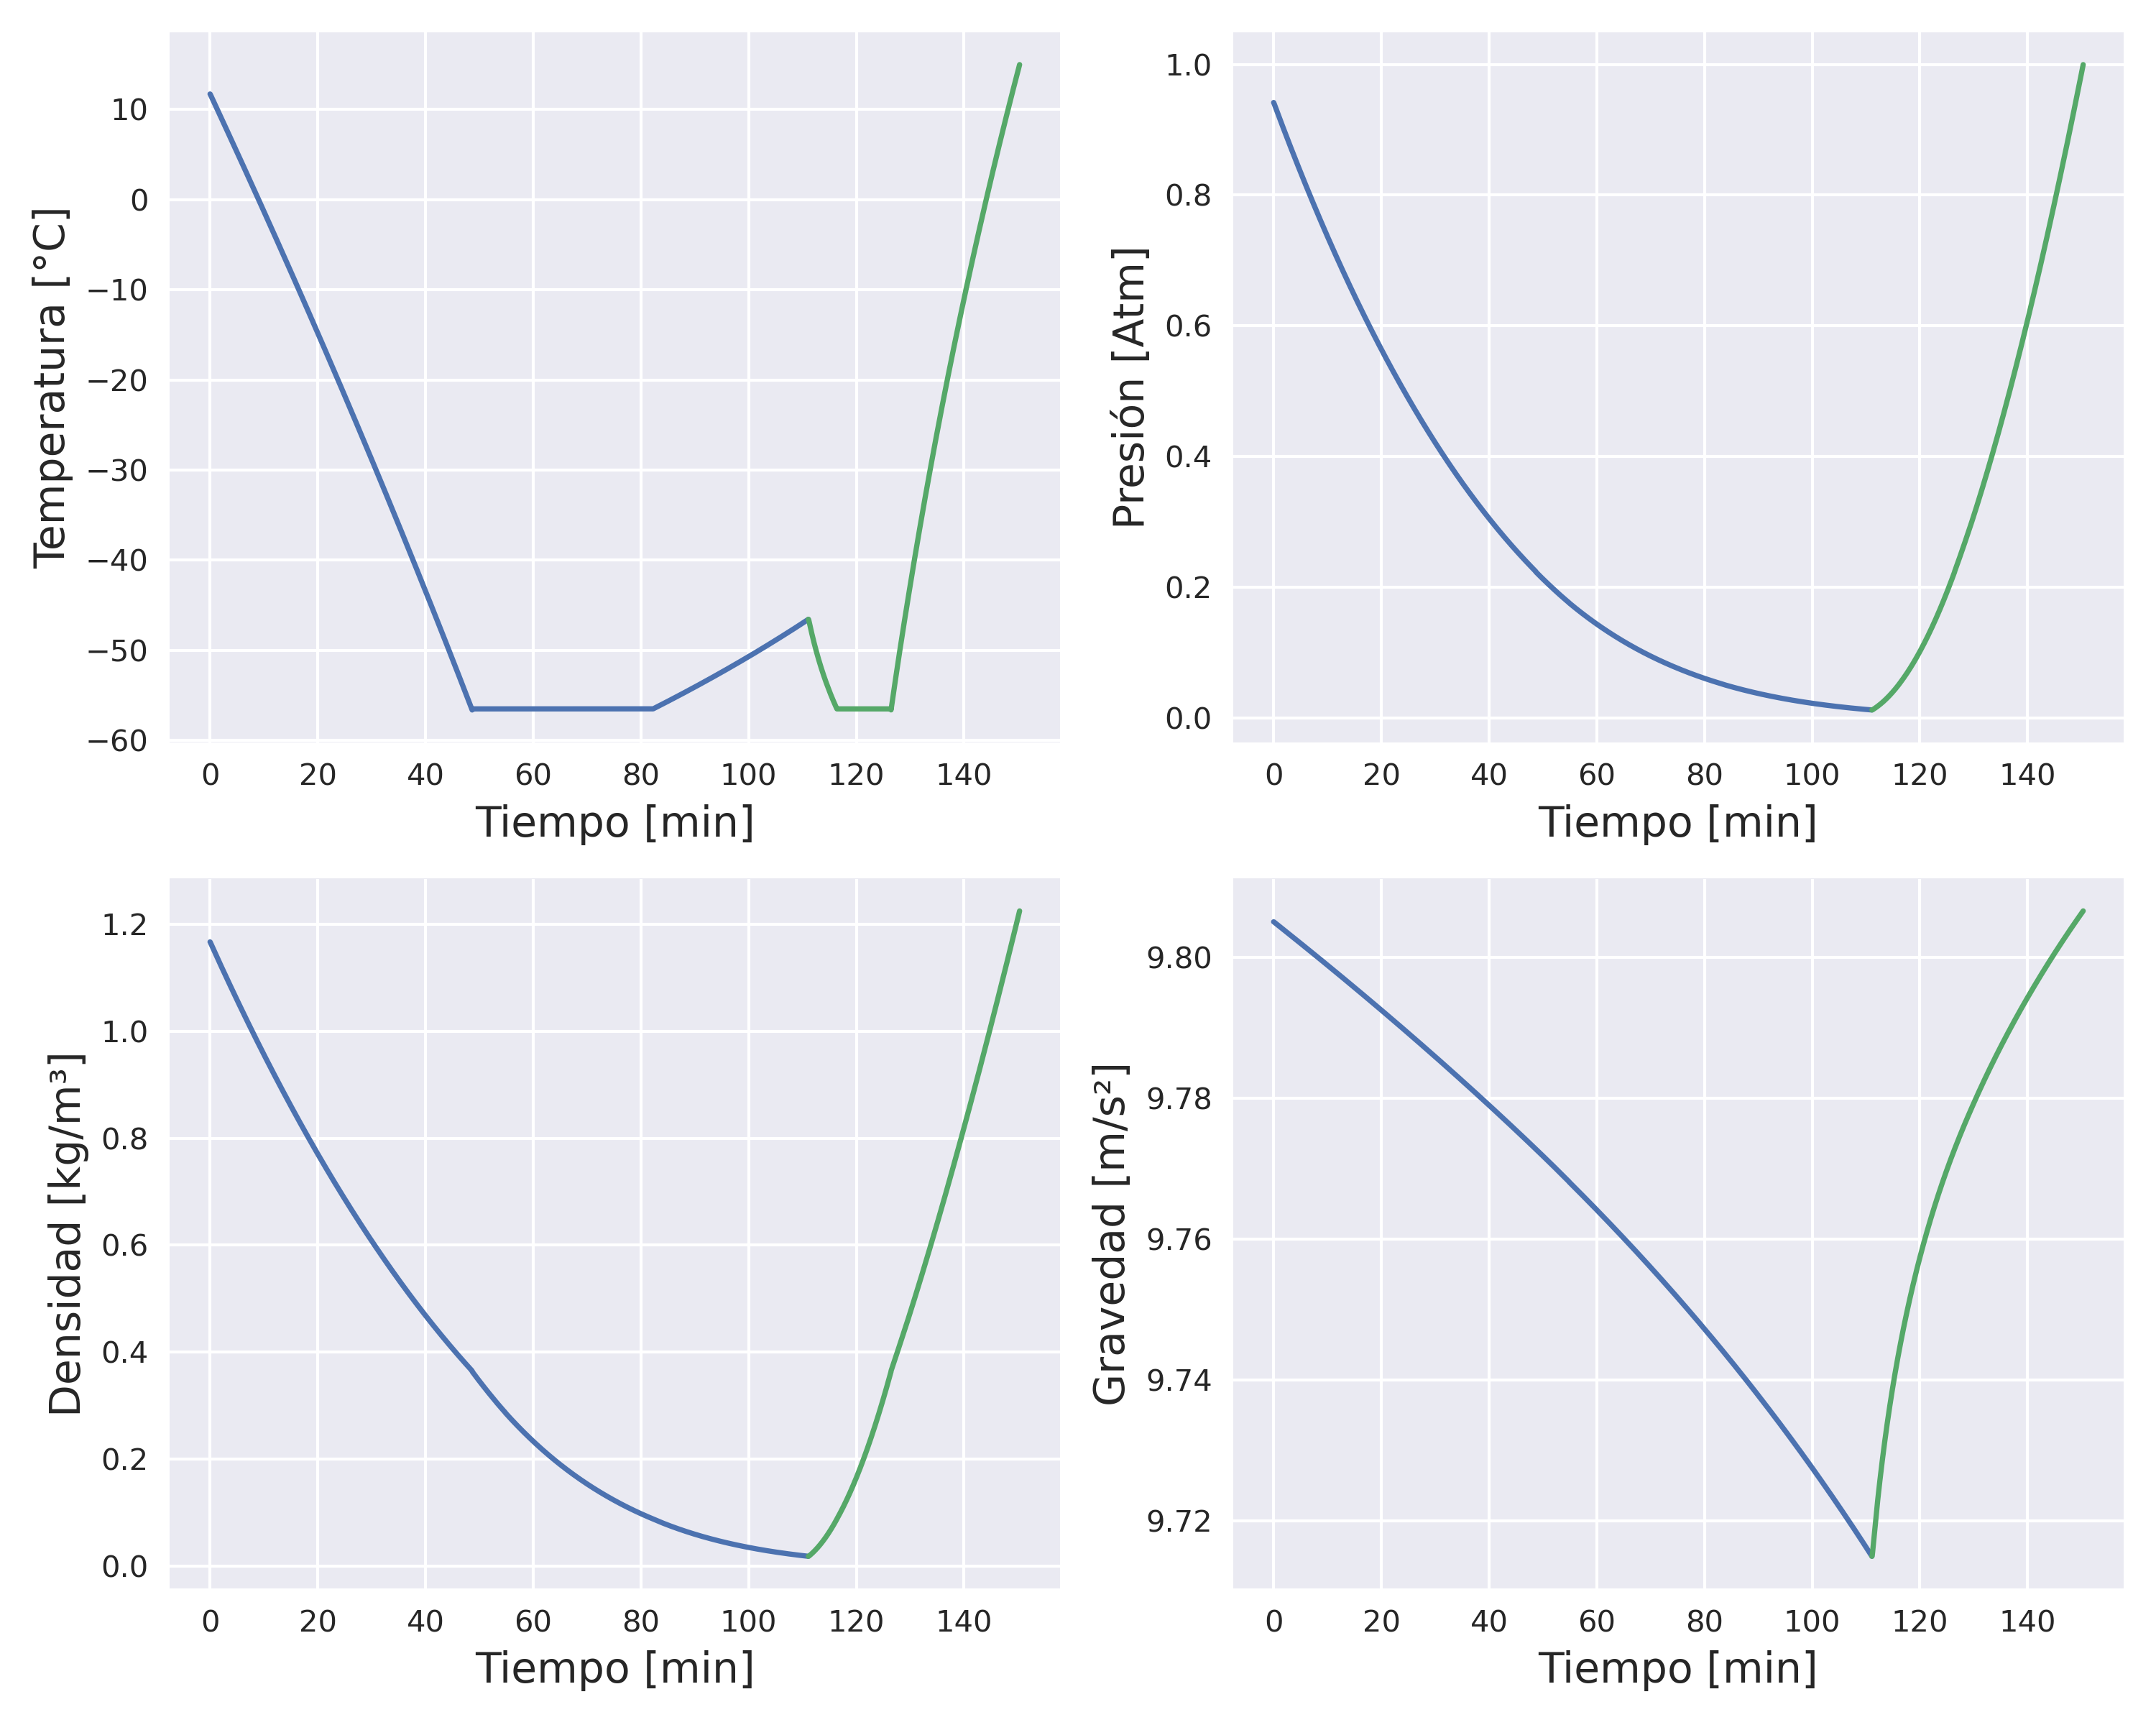 10
0
−10
−20
−30
−40
−50
−60
Temperatura [°C]
0 20 40 60 80 100 120 140
Tiempo [min]
1.0
0.8
0.6
0.4
0.2
0.0
Presión [Atm]
0 20 40 60 80 100 120 140
Tiempo [min]
1.2
1.0
0.8
0.6
0.4
0.2
0.0
Densidad [kg/m³]
0 20 40 60 80 100 120 140
Tiempo [min]
9.80
9.78
9.76
9.74
9.72
Gravedad [m/s²]
0 20 40 60 80 100 120 140
Tiempo [min]